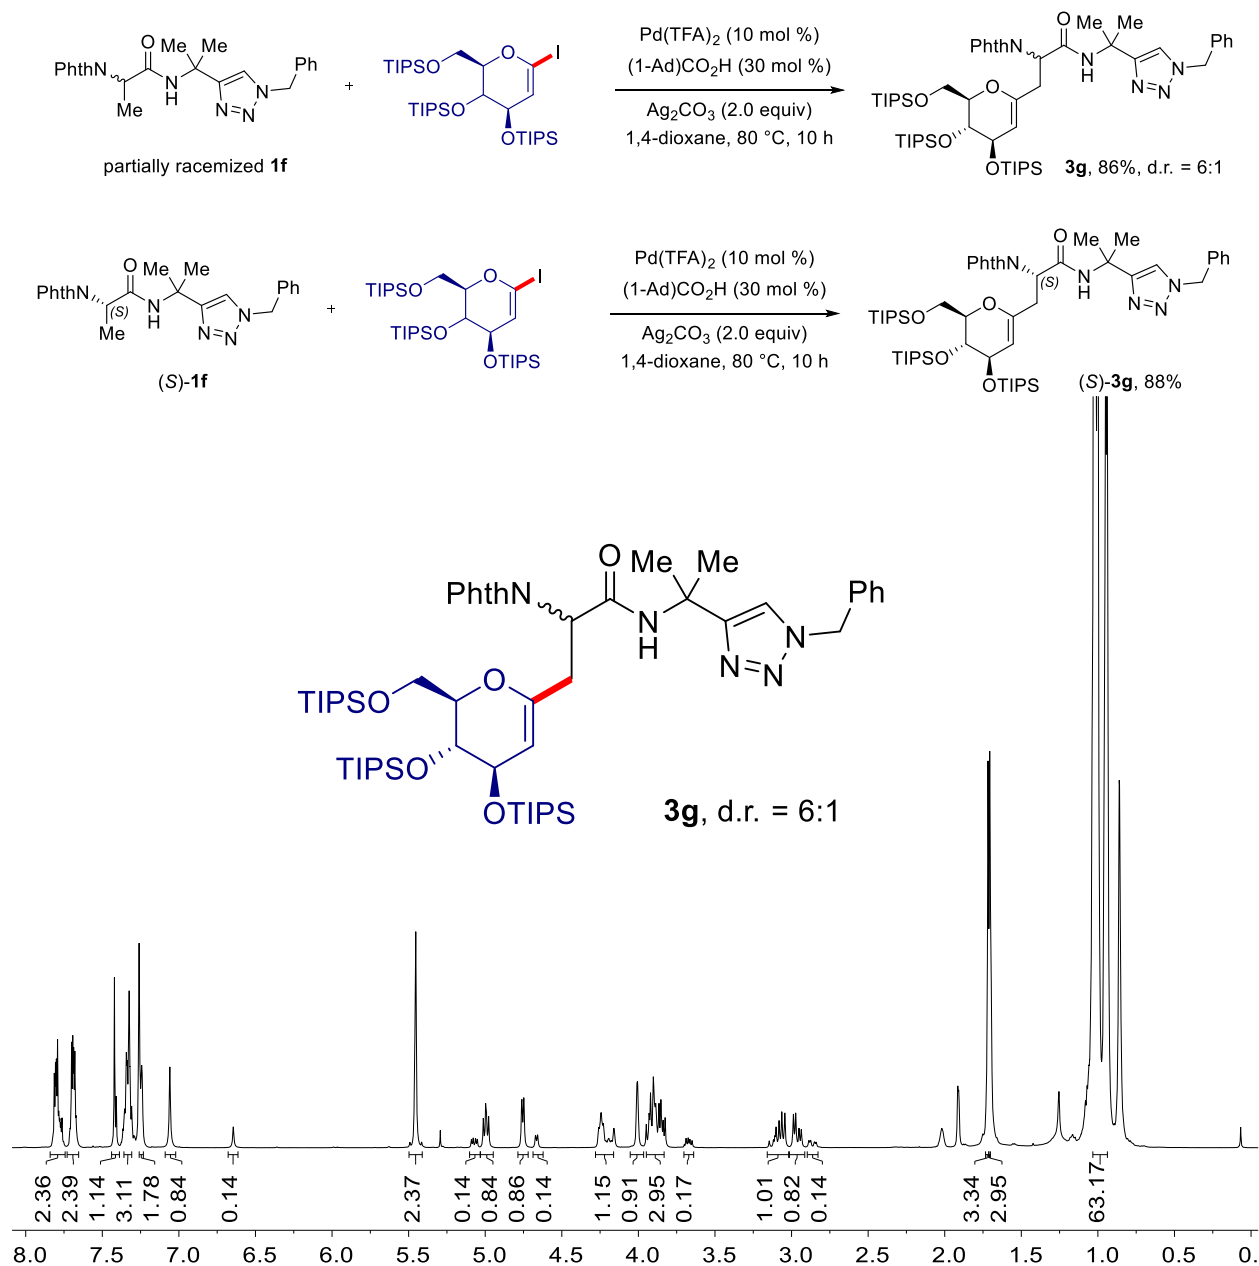 PhthN
O
Me Me
N
H
Me
N N
N
Ph
partially racemized 1f
+
TIPSO
O
I
TIPSO
OTIPS
Pd(TFA)2 (10 mol %)
(1-Ad)CO2H (30 mol %)
Ag2CO3 (2.0 equiv)
1,4-dioxane, 80 °C, 10 h
O
Me Me
PhthN
N
H
Ph
N
N N
O
TIPSO
TIPSO
OTIPS
3g, 86%, d.r. = 6:1
O
Me Me
PhthN
(S)
N
H
Me
Ph
N
N N
(S)-1f
+
TIPSO
O
I
TIPSO
OTIPS
Pd(TFA)2 (10 mol %)
(1-Ad)CO2H (30 mol %)
Ag2CO3 (2.0 equiv)
1,4-dioxane, 80 °C, 10 h
O
Me Me
PhthN
(S)
N
H
Ph
N
N N
O
TIPSO
TIPSO
OTIPS
(S)-3g, 88%
O
Me Me
PhthN
N
H
Ph
N
N N
O
TIPSO
TIPSO
OTIPS
3g, d.r. = 6:1
2.36 2.39 1.14 3.11 1.78 0.84 0.14 2.37 0.14 0.84 0.86 0.14 1.15 0.91 2.95 0.17 1.01 0.82 0.14 3.34 2.95 63.17
8.0 7.5 7.0 6.5 6.0 5.5 5.0 4.5 4.0 3.5 3.0 2.5 2.0 1.5 1.0 0.5 0.